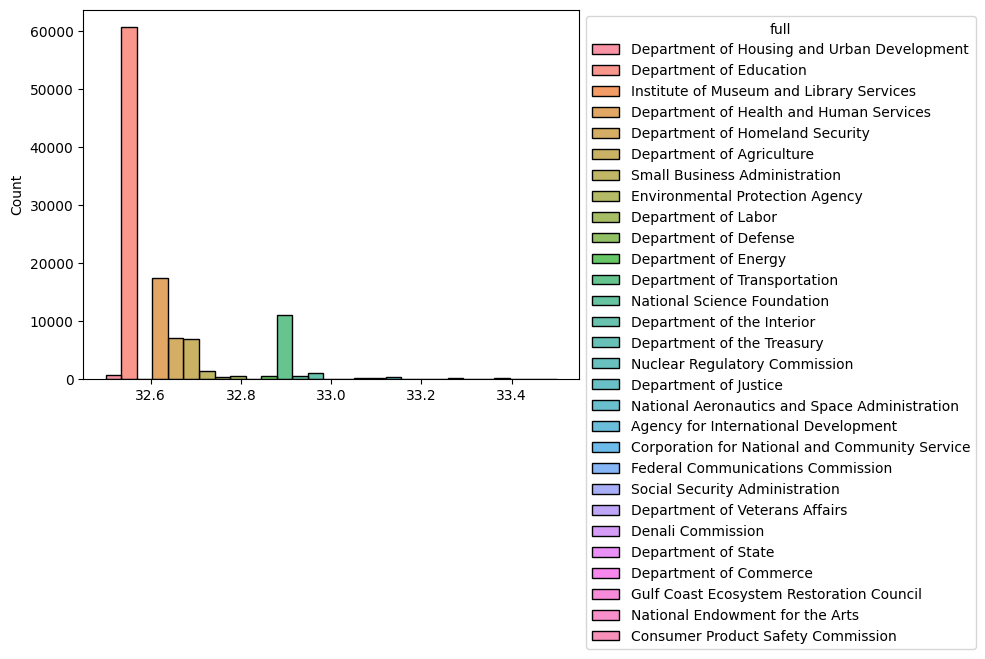 60000
50000
40000
30000
20000
10000
0
Count
32.6
32.8
33.0
33.2
33.4
full
Department of Housing and Urban Development
Department of Education
Institute of Museum and Library Services
Department of Health and Human Services
Department of Homeland Security
Department of Agriculture
Small Business Administration
Environmental Protection Agency
Department of Labor
Department of Defense
Department of Energy
Department of Transportation
National Science Foundation
Department of the Interior
Department of the Treasury
Nuclear Regulatory Commission
Department of Justice
National Aeronautics and Space Administration
Agency for International Development
Corporation for National and Community Service
Federal Communications Commission
Social Security Administration
Department of Veterans Affairs
Denali Commission
Department of State
Department of Commerce
Gulf Coast Ecosystem Restoration Council
National Endowment for the Arts
Consumer Product Safety Commission